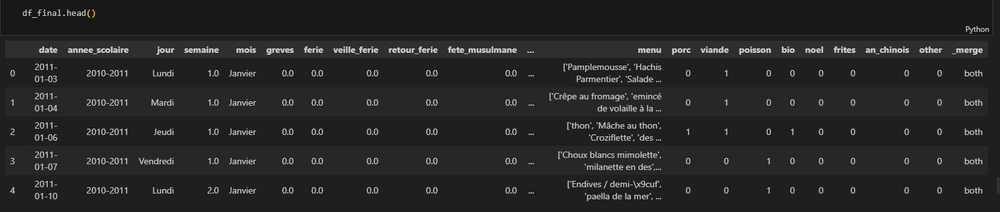 df_final.head()
Python
date annee_scolaire jour semaine mois greves ferie veille_ferie retour_ferie fete_musulmane ... menu porc viande poisson bio noel frites an_chinois other _merge
0 2011-01-03 2010-2011 Lundi 1.0 Janvier 0.0 0.0 0.0 0.0 0.0 ... ['Pamplemousse', 'Hachis Parmentier', 'Salade ... 0 1 0 0 0 0 0 0 both
1 2011-01-04 2010-2011 Mardi 1.0 Janvier 0.0 0.0 0.0 0.0 0.0 ... ['Crêpe au fromage', 'emincé de volaille à la ... 0 1 0 0 0 0 0 0 both
2 2011-01-06 2010-2011 Jeudi 1.0 Janvier 0.0 0.0 0.0 0.0 0.0 ... ['thon', 'Mâche au thon', 'Croziflette', 'des ... 1 1 0 1 0 0 0 0 both
3 2011-01-07 2010-2011 Vendredi 1.0 Janvier 0.0 0.0 0.0 0.0 0.0 ... ['Choux blancs mimolette', 'milanette en des',... 0 0 1 0 0 0 0 0 both
4 2011-01-10 2010-2011 Lundi 2.0 Janvier 0.0 0.0 0.0 0.0 0.0 ... ['Endives / demi-\x9cuf', 'paella de la mer', ... 0 0 1 0 0 0 0 0 both